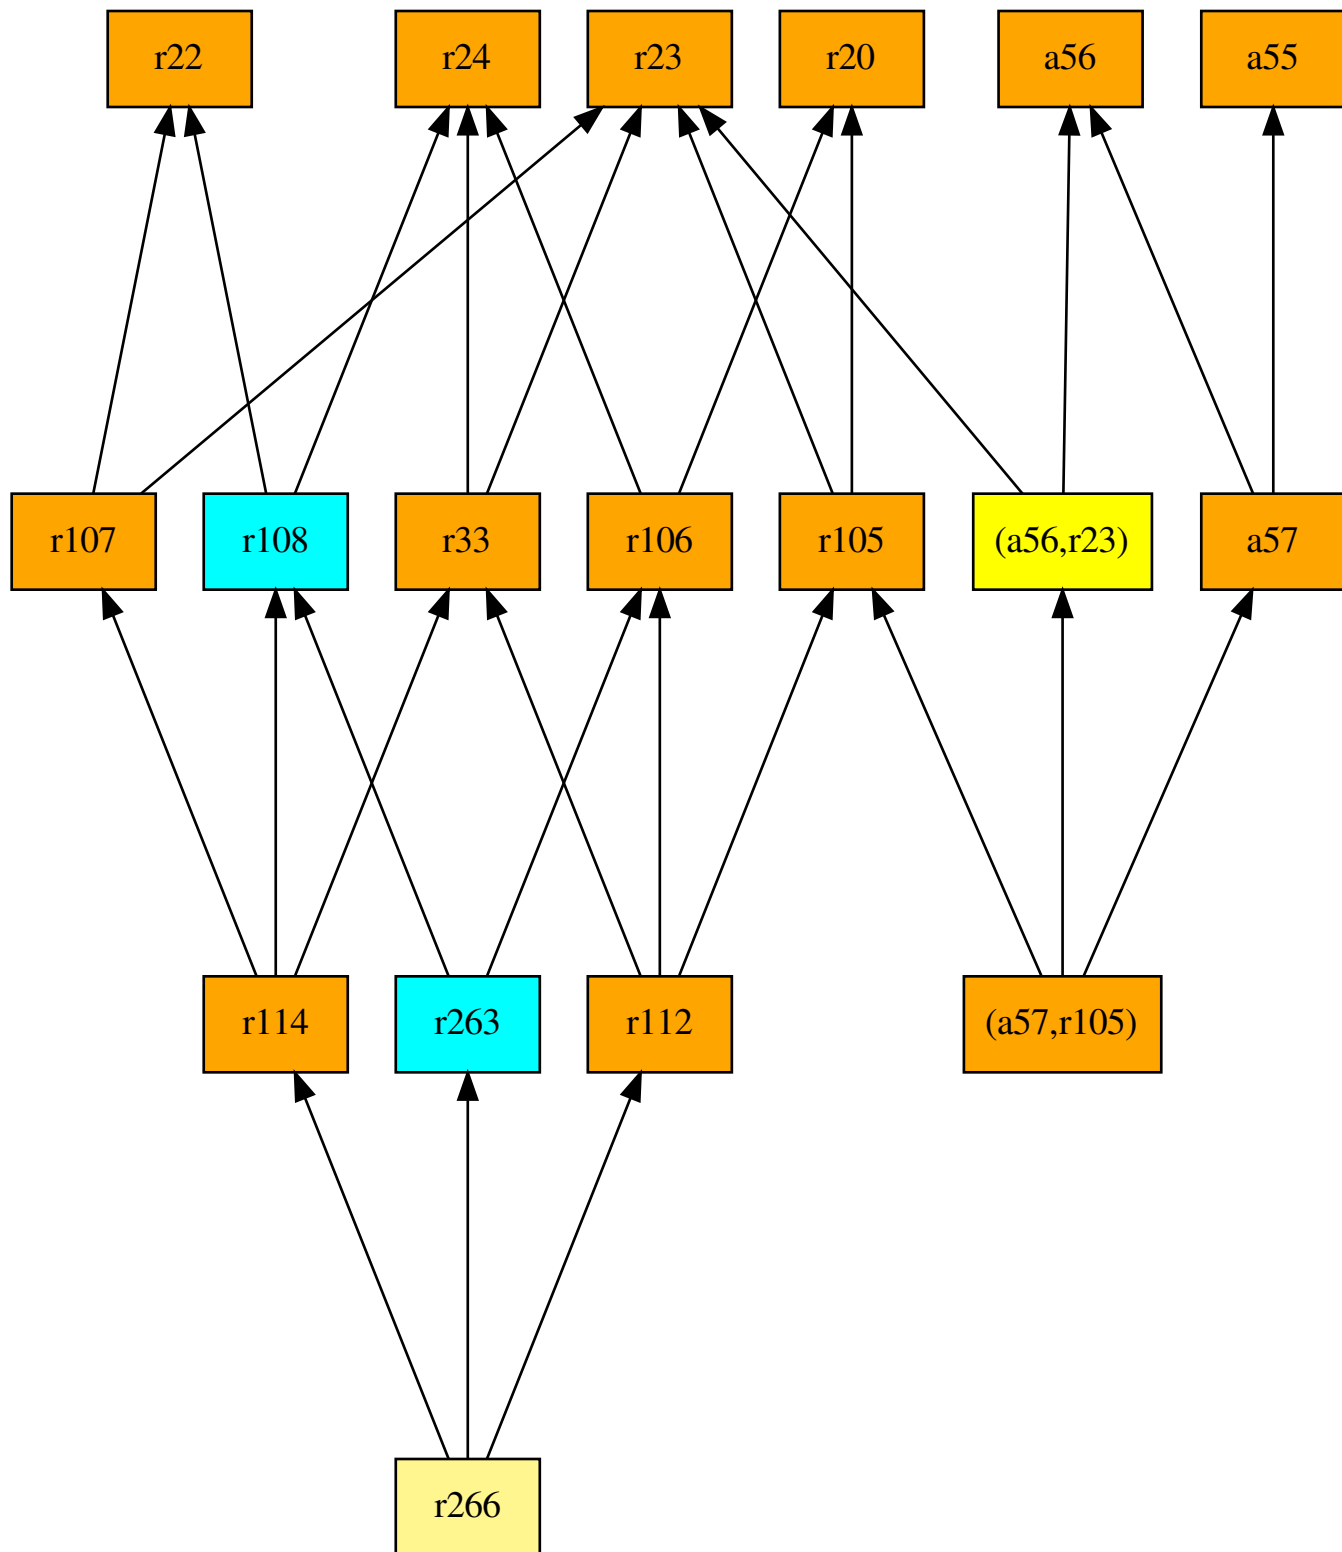 r22
r24
r23
r20
a56
a55
r107
r108
r33
r106
r105
(a56,r23)
a57
r114
r263
r112
(a57,r105)
r266